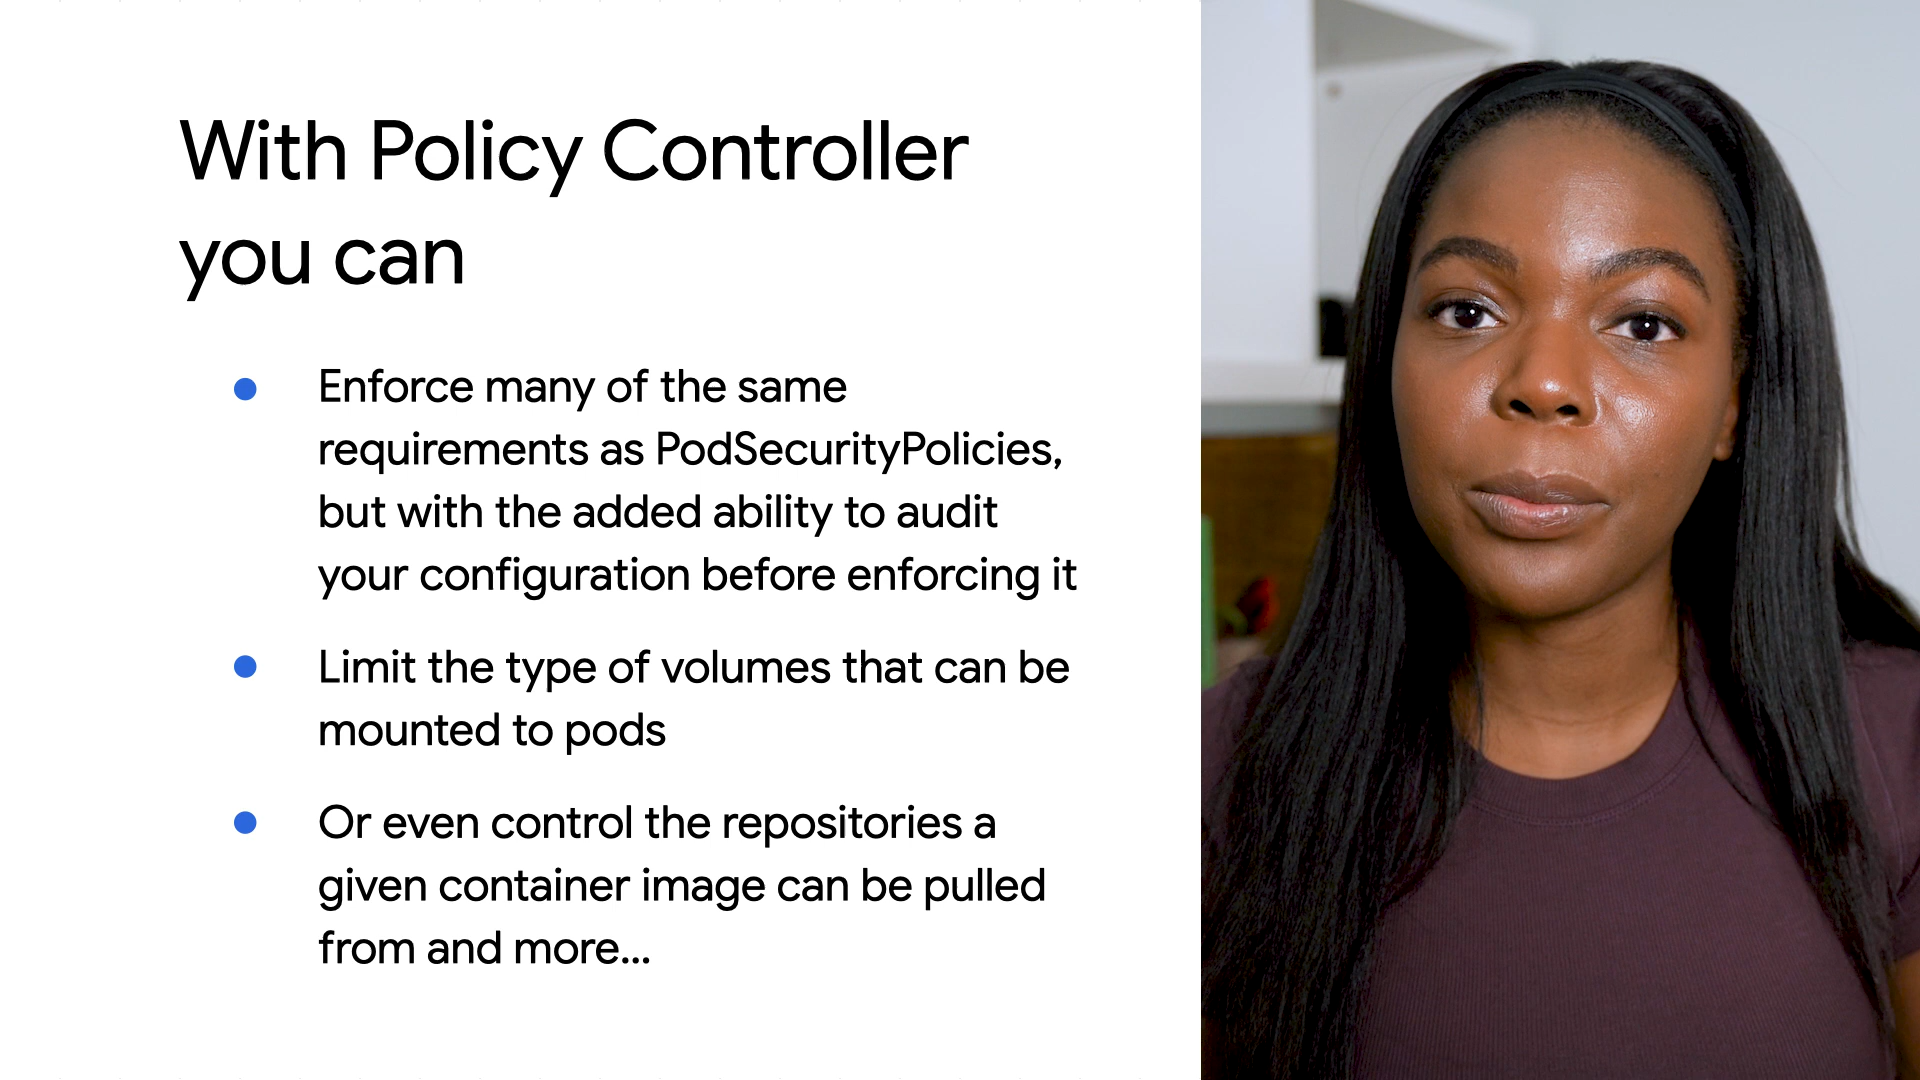 With Policy Controller
you can
Enforce many of the same
requirements as PodSecurityPolicies,
but with the added ability to audit
your configuration before enforcing it
Limit the type of volumes that can be
mounted to pods
Or even control the repositories a
given container image can be pulled
from and more...